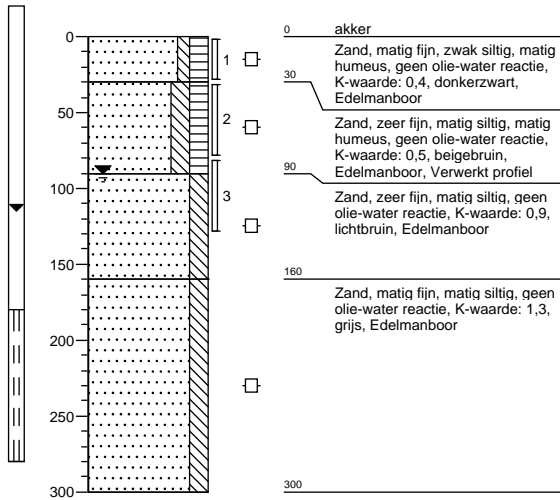 0
50
100
150
200
250
300
1
2
3
0
akker
Zand, matig fijn, zwak siltig, matig
humeus, geen olie-water reactie,
K-waarde: 0,4, donkerzwart,
Edelmanboor
30
Zand, zeer fijn, matig siltig, matig
humeus, geen olie-water reactie,
K-waarde: 0,5, beigebruin,
Edelmanboor, Verwerkt profiel
90
Zand, zeer fijn, matig siltig, geen
olie-water reactie, K-waarde: 0,9,
lichtbruin, Edelmanboor
160
Zand, matig fijn, matig siltig, geen
olie-water reactie, K-waarde: 1,3,
grijs, Edelmanboor
300